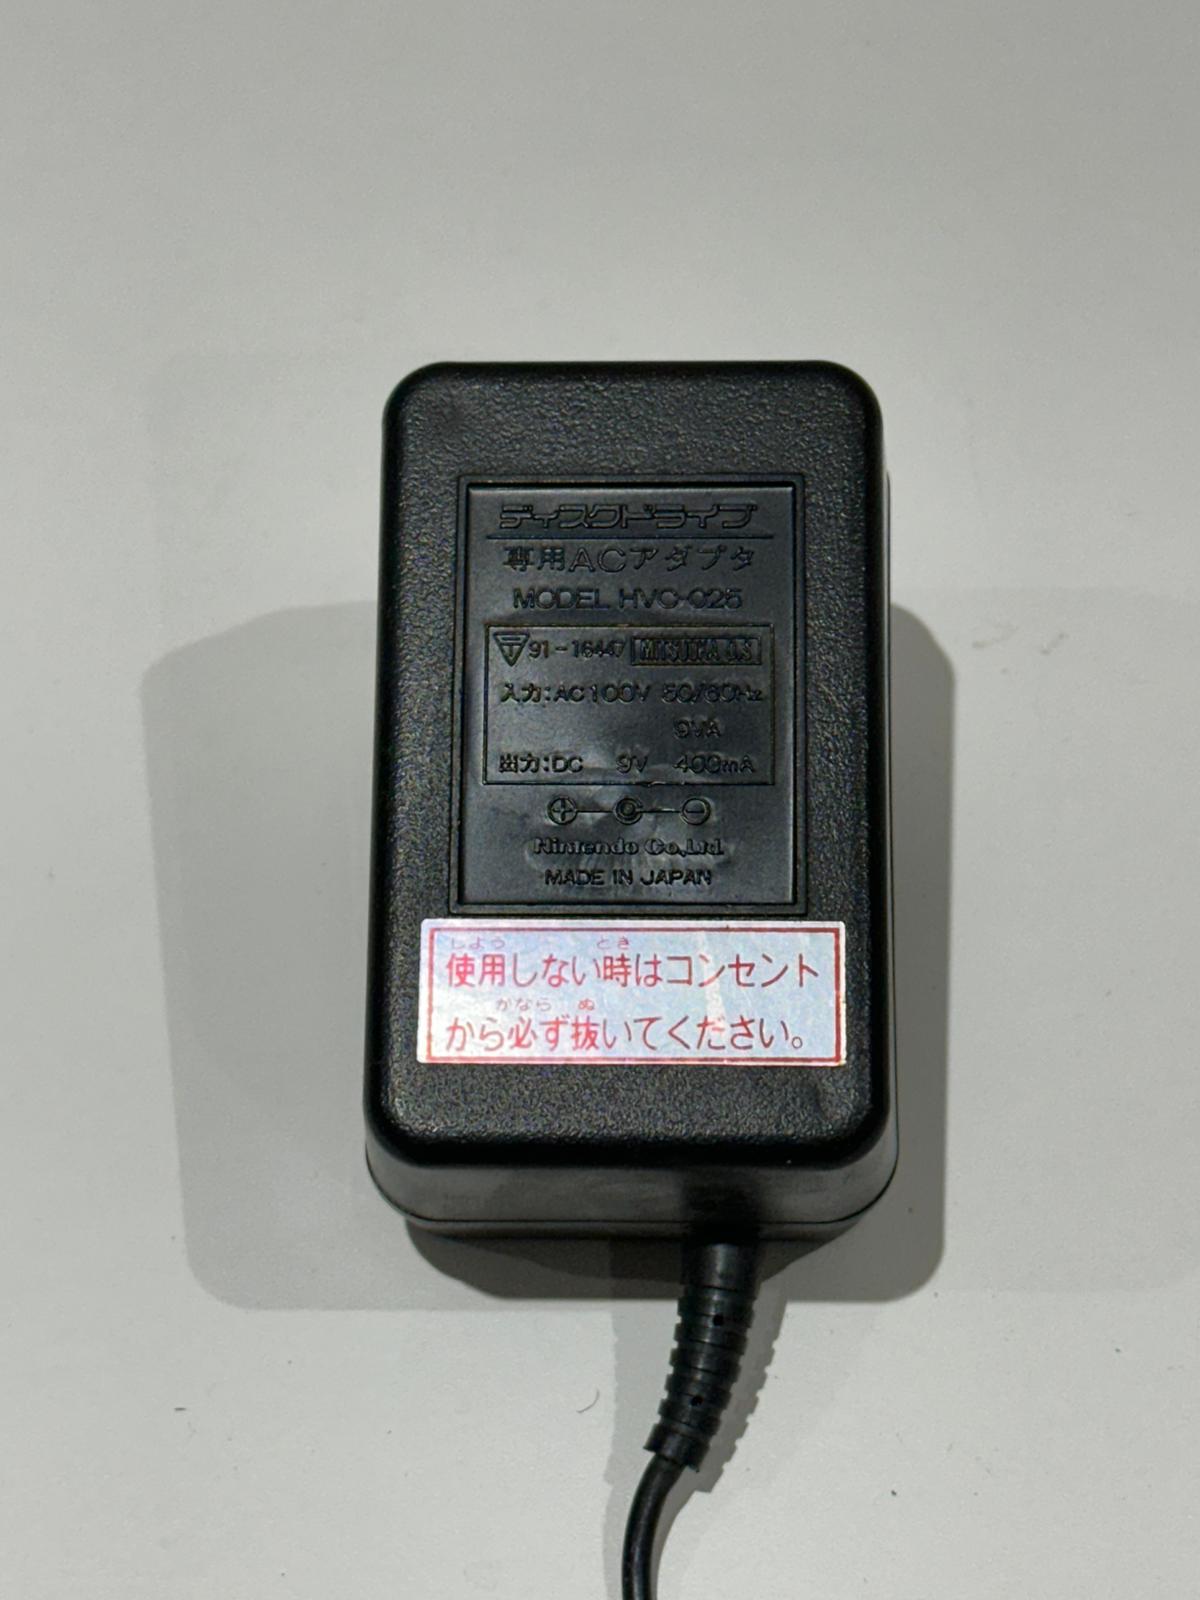 ディスクドライブ
専用ACアダプタ
MODEL HVC-025
91-16447 MITSUMI J.S
入力:AC100V 50/60Hz
9VA
出力:DC 9V 400mA
Nintendo Co.,Ltd.
MADE IN JAPAN
しよう とき
使用しない時はコンセント
かなら ぬ
から必ず抜いてください。